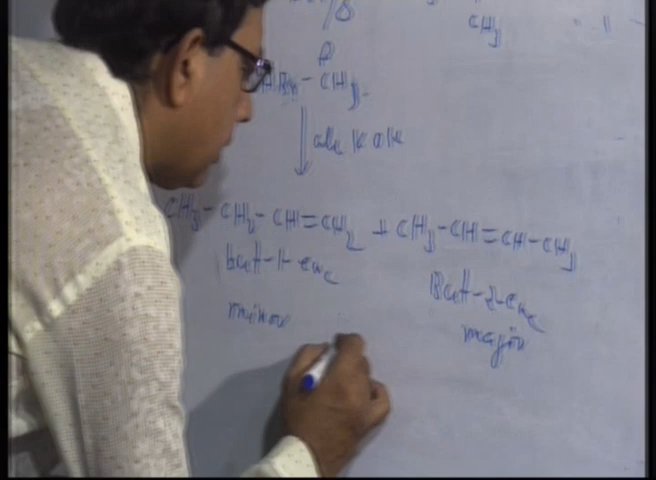 CH3
CHBr-CH3
alc KOH
CH3-CH2-CH=CH2 + CH3-CH=CH-CH3
but-1-ene
But-2-ene
minor
major